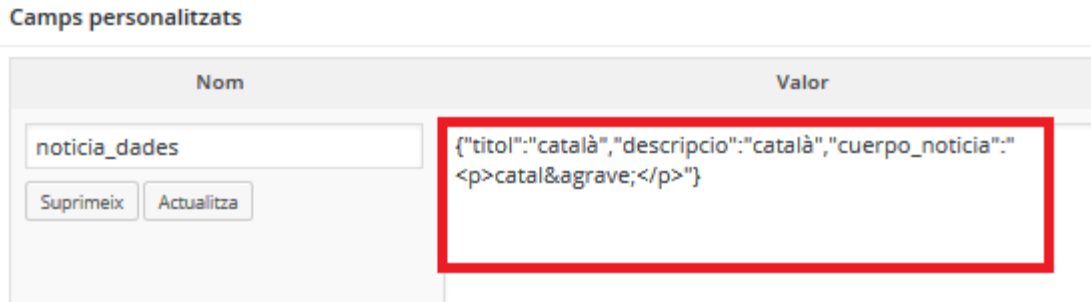 Camps personalitzats
Nom
Valor
noticia_dades
{"titol":"català","descripcio":"català","cuerpo_noticia":"
<p>catal&agrave;</p>"}
Suprimeix
Actualitza